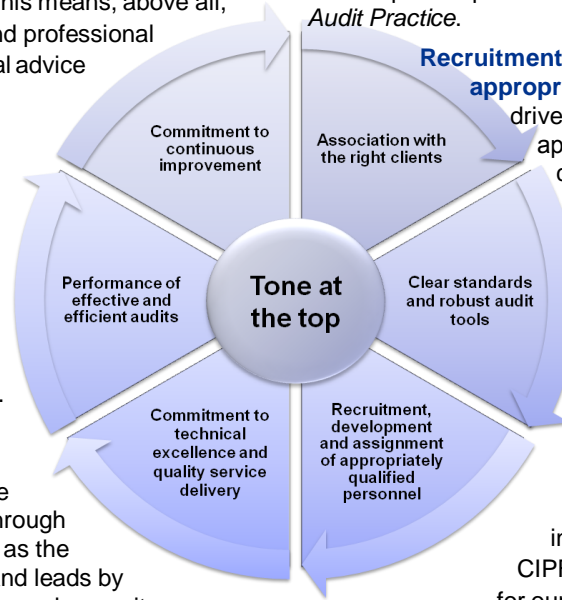 his means, above all,
nd professional
al advice
Audit Practice.
Recruitment
appropr
drive
ap
Commitment to
continuous
improvement
Association with
the right clients
Clear standards
and robust audit
tools
Recruitment,
development
and assignment
of appropriately
qualified
personnel
Commitment to
technical
excellence and
quality service
delivery
Performance of
effective and
efficient audits
Tone at
the top
hrough
as the
nd leads by
in
CIPF